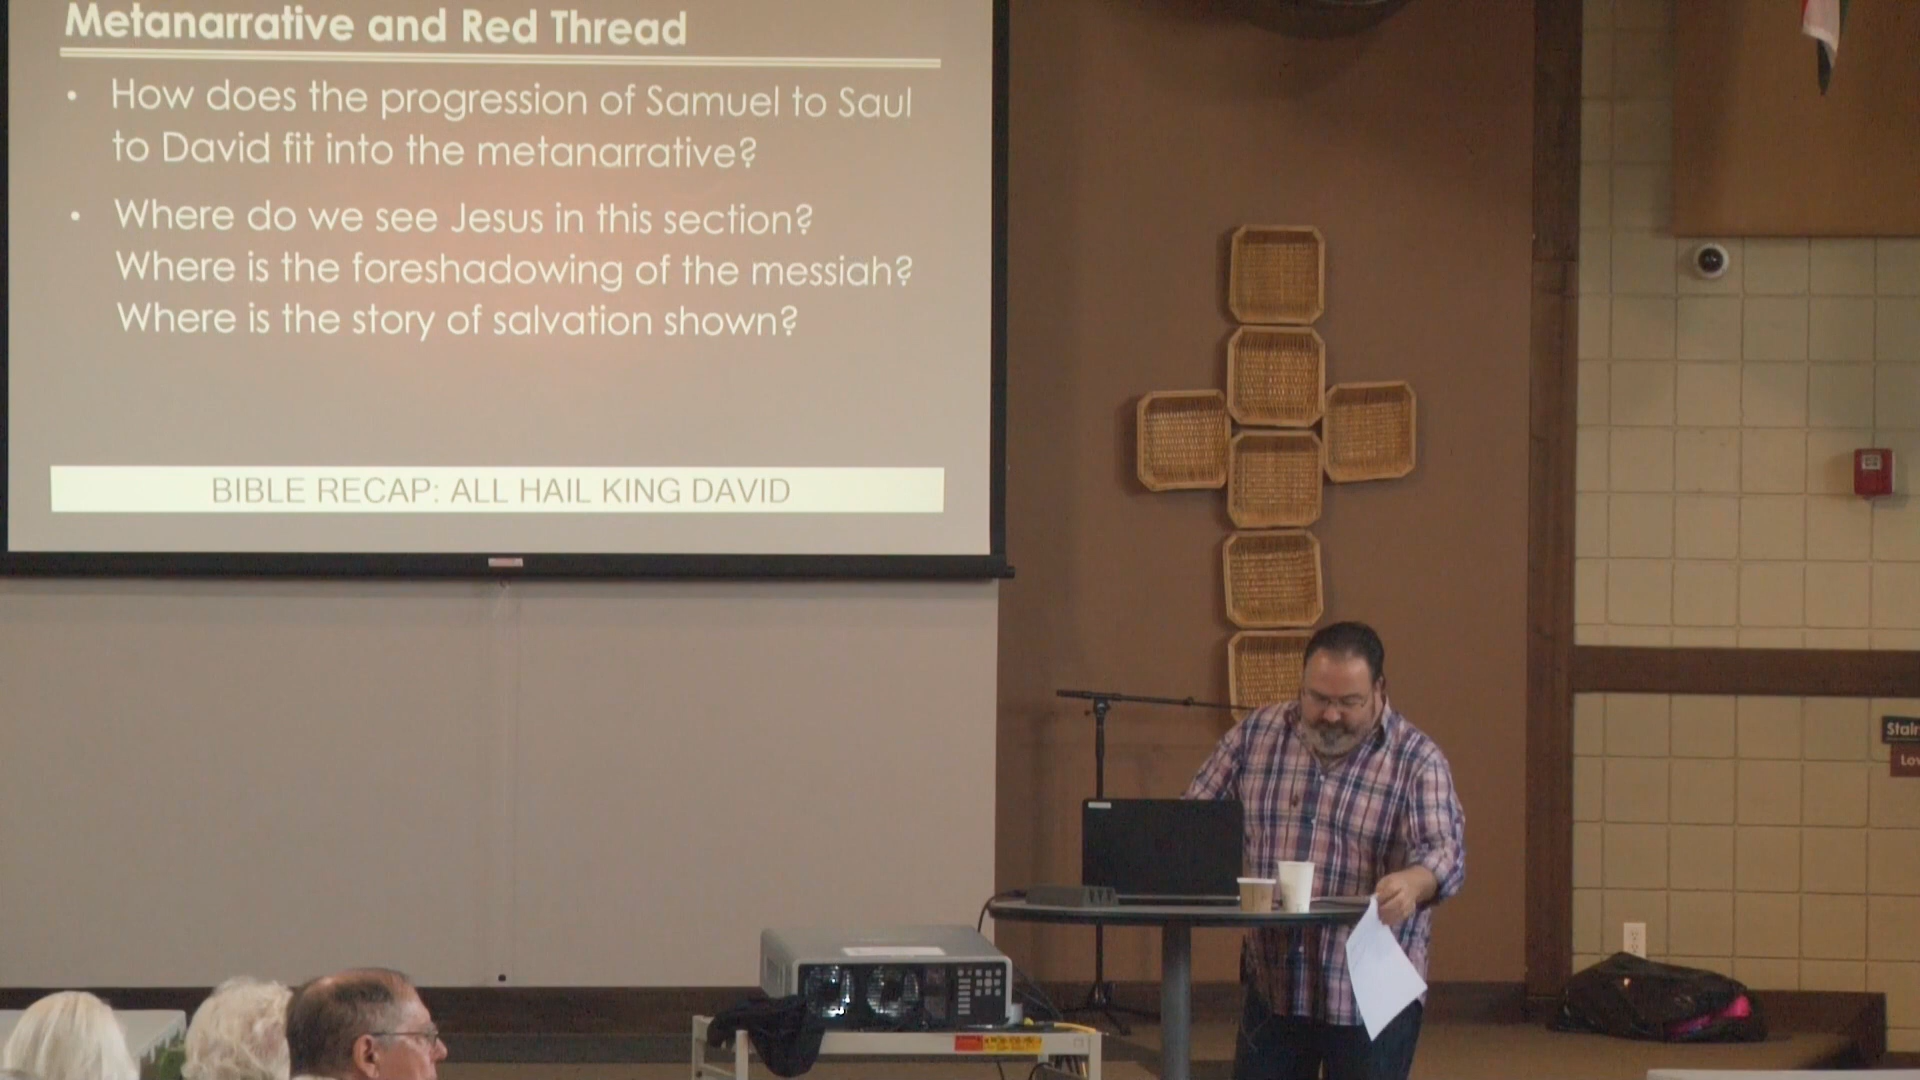 Metanarrative and Red Thread
• How does the progression of Samuel to Saul
to David fit into the metanarrative?
• Where do we see Jesus in this section?
Where is the foreshadowing of the messiah?
Where is the story of salvation shown?
BIBLE RECAP: ALL HAIL KING DAVID
Stair
Lov